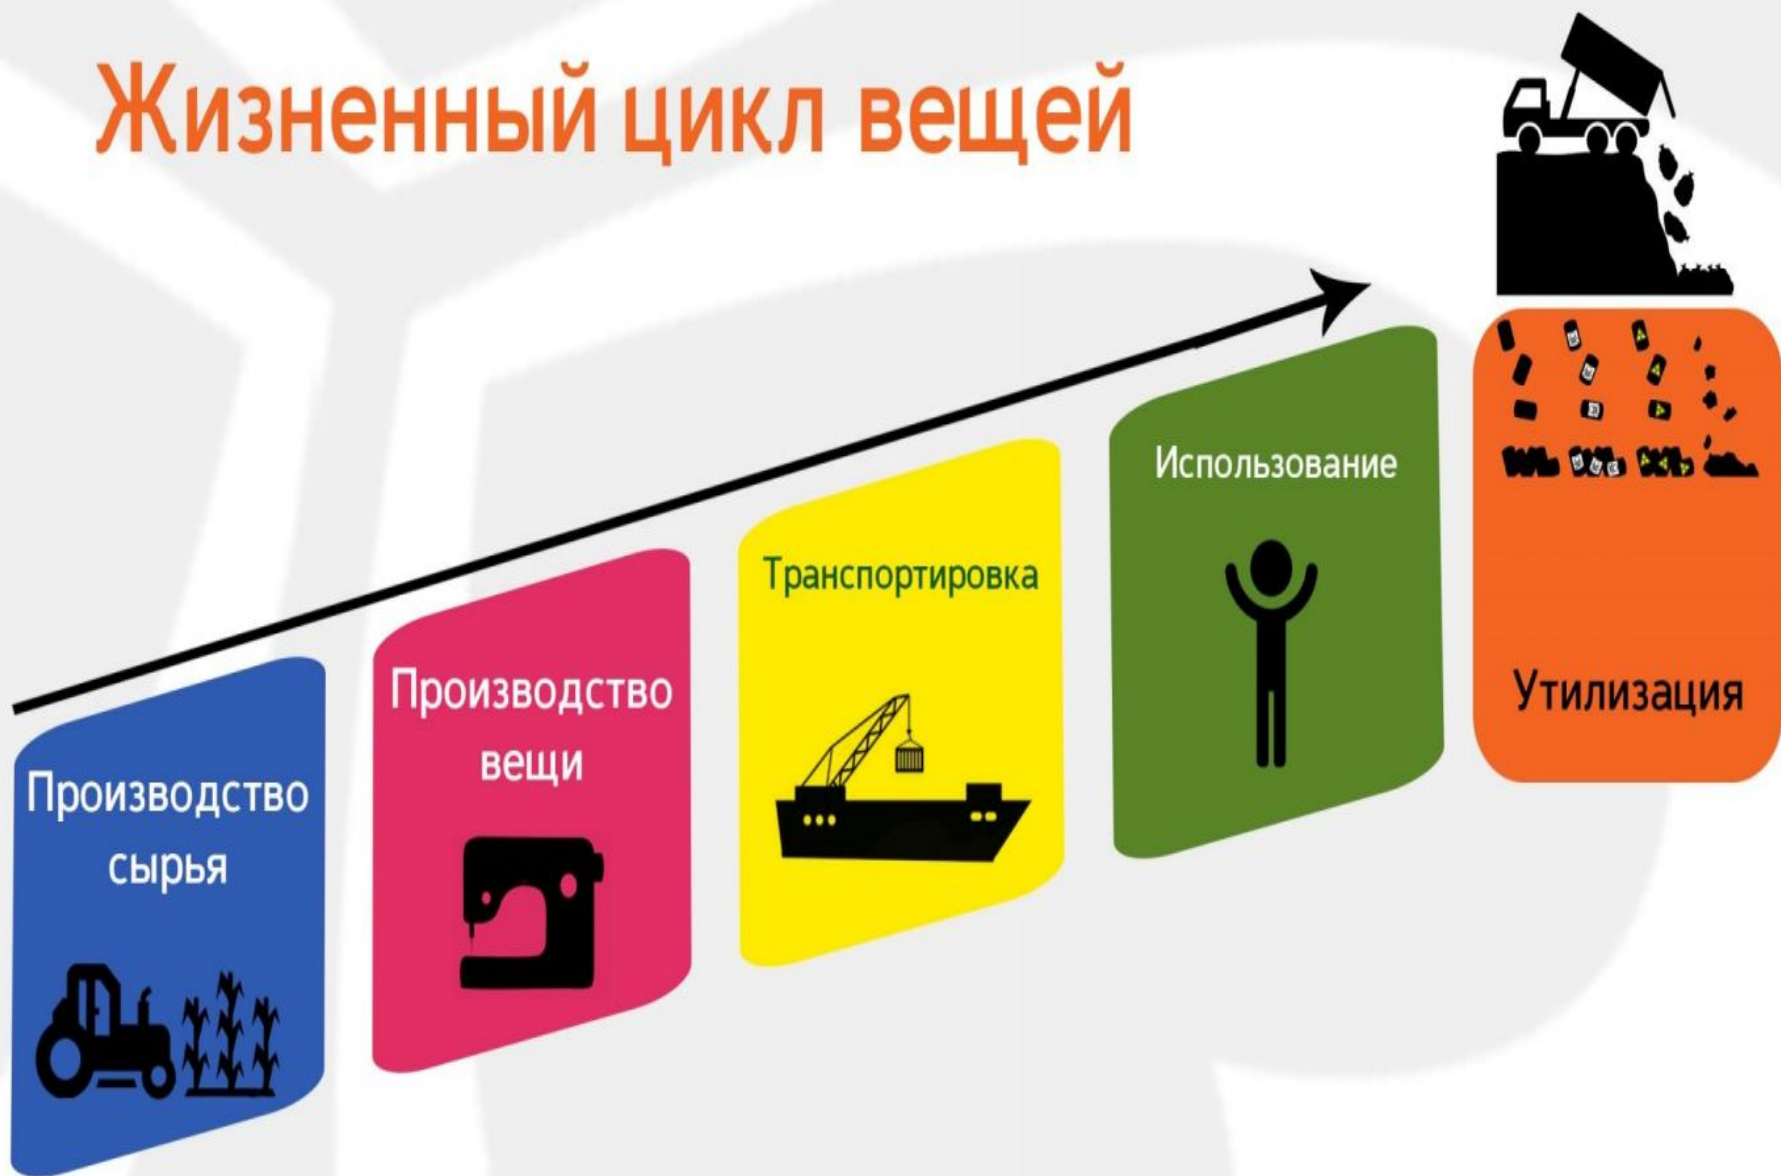 Жизненный цикл вещей
Производство
сырья
Производство
вещи
Транспортировка
Использование
Утилизация